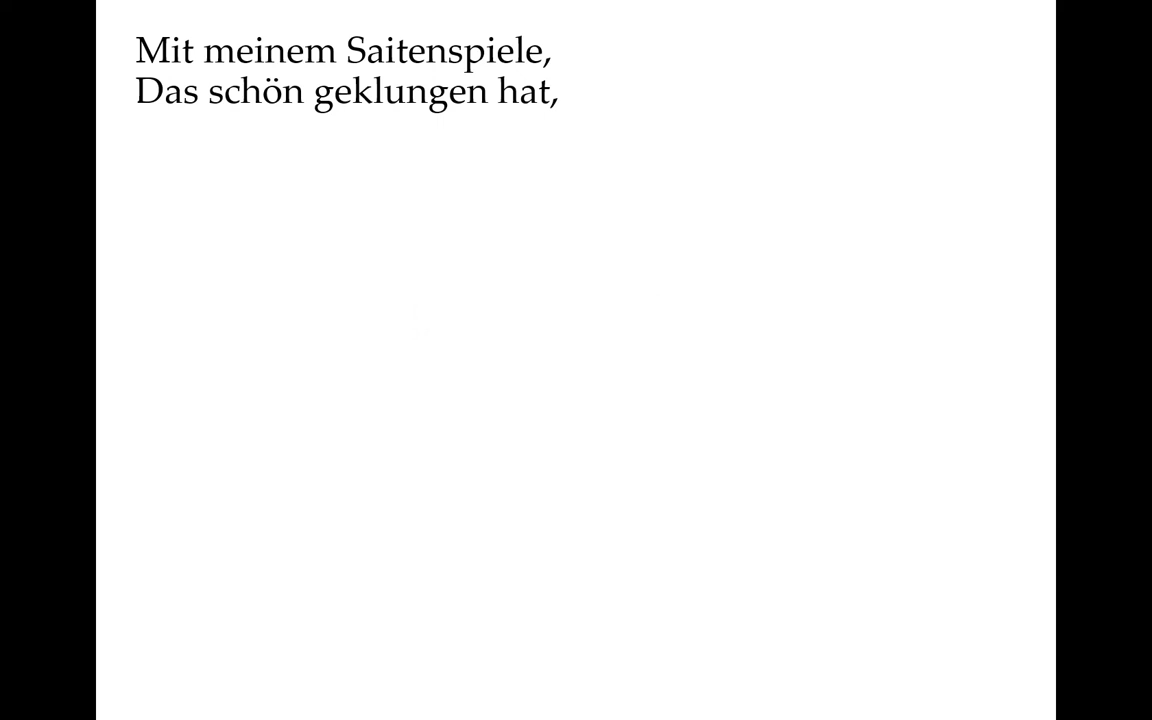 Mit meinem Saitenspiele,
Das schön geklungen hat,